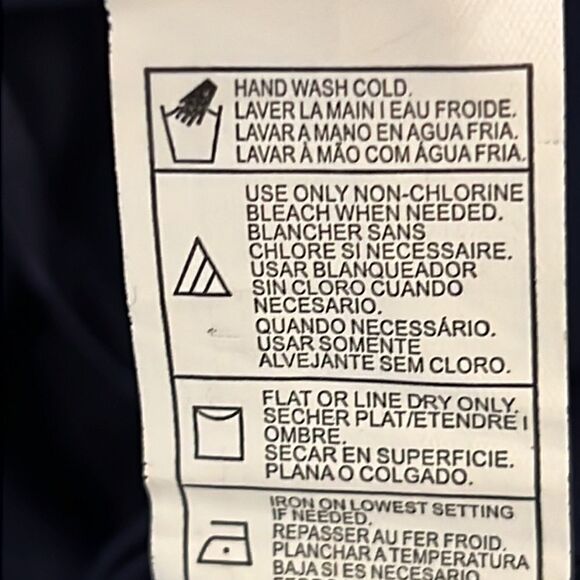 HAND WASH COLD.
LAVER LA MAIN I EAU FROIDE.
LAVAR A MANO EN AGUA FRIA.
LAVAR À MÃO COM ÁGUA FRIA.
USE ONLY NON-CHLORINE
BLEACH WHEN NEEDED.
BLANCHER SANS
CHLORE SI NECESSAIRE.
USAR BLANQUEADOR
SIN CLORO CUANDO
NECESARIO.
QUANDO NECESSÁRIO.
USAR SOMENTE
ALVEJANTE SEM CLORO.
FLAT OR LINE DRY ONLY.
SECHER PLAT/ETENDRE I
OMBRE.
SECAR EN SUPERFICIE.
PLANA O COLGADO.
IRON ON LOWEST SETTING
IF NEEDED.
REPASSER AU FER FROID.
PLANCHAR A TEMPERATURA
BAJA SI ES NECESARIO